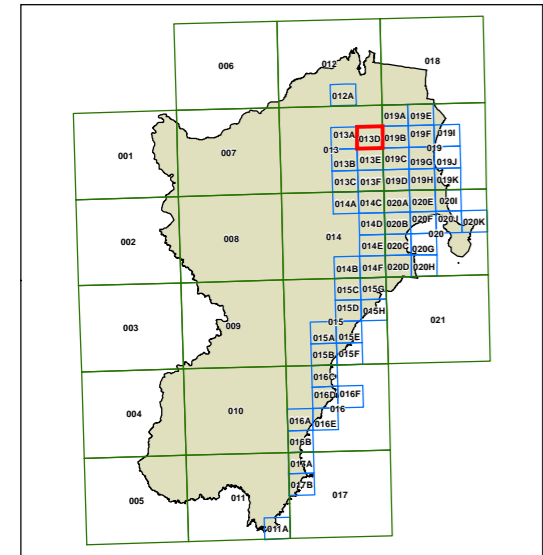 006 012 018
012A
019A 019E
001 007 013A 013D 019B 019F 019I
013 019
013B 013E 019C 019G 019J
013C 013F 019D 019H 019K
014A 014C 020A 020E 020I
002 008 014 014D 020B 020F 020J 020K
020
014E 020C 020G
014B 014F 020D 020H
015C 015G
003 009 015D 015H 021
015
015A 015E
015B 015F
016C
004 010 016D 016F
016
016A 016E
016B
017A
005 011 017B 017
011A